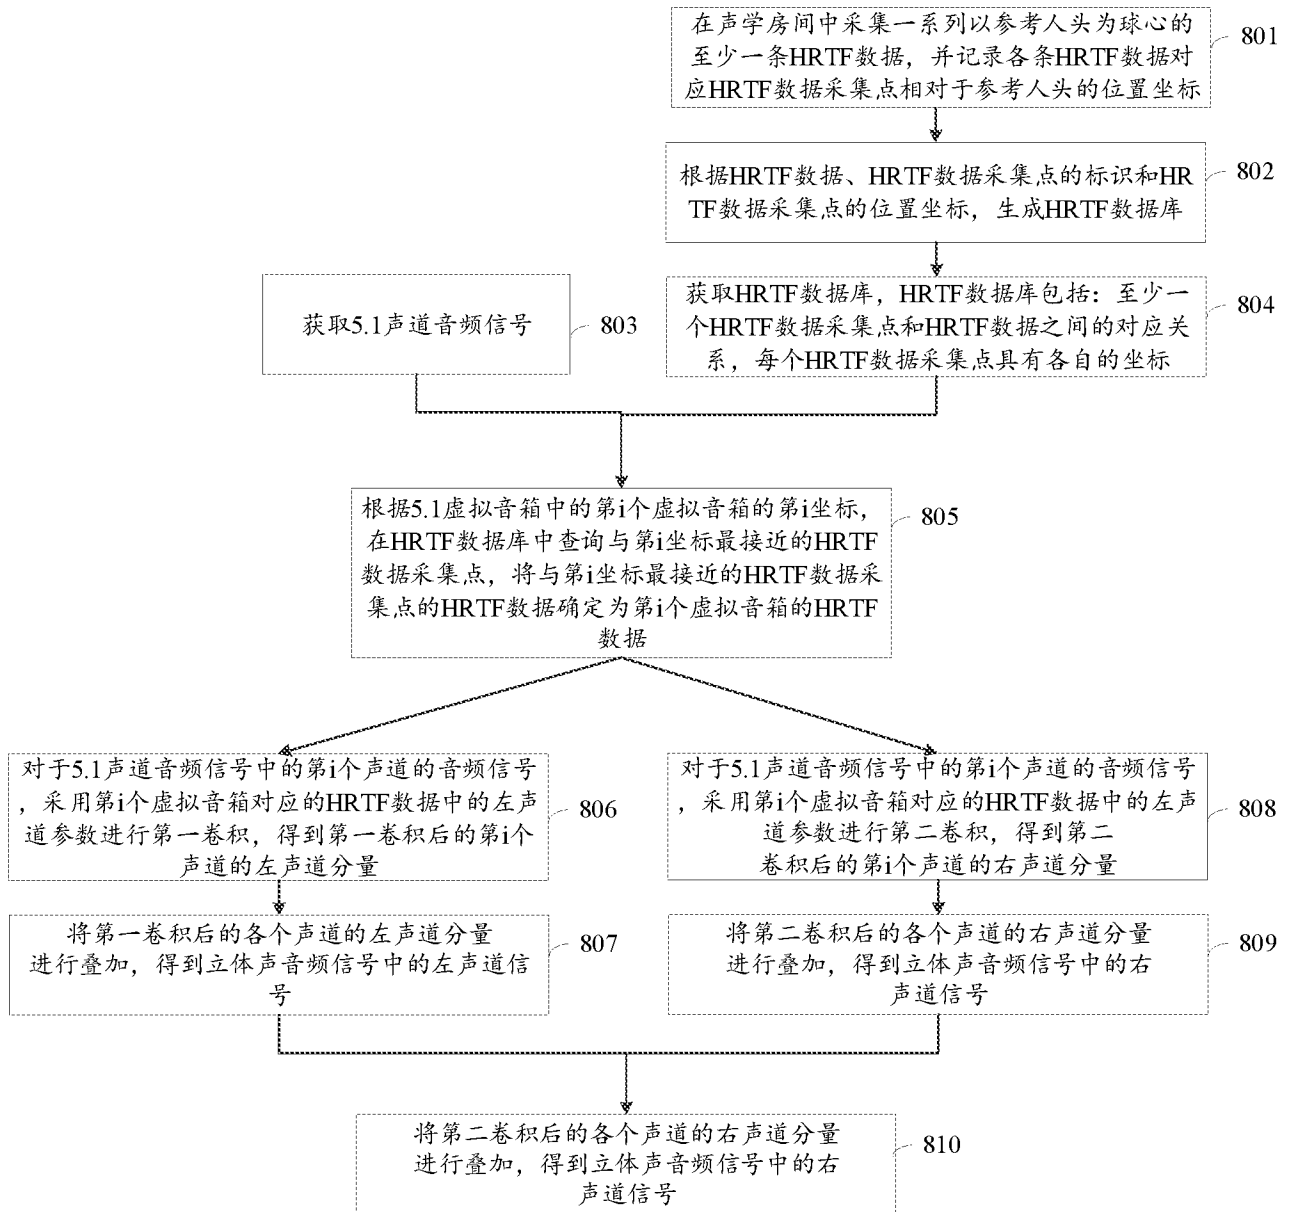 在声学房间中采集一系列以参考人头为球心的
至少一条HRTF数据，并记录各条HRTF数据对
应HRTF数据采集点相对于参考人头的位置坐标
801
根据HRTF数据、HRTF数据采集点的标识和HR
TF数据采集点的位置坐标，生成HRTF数据库
802
获取5.1声道音频信号
803
获取HRTF数据库，HRTF数据库包括：至少一
个HRTF数据采集点和HRTF数据之间的对应关
系，每个HRTF数据采集点具有各自的坐标
804
根据5.1虚拟音箱中的第i个虚拟音箱的第i坐标，
在HRTF数据库中查询与第i坐标最接近的HRTF
数据采集点，将与第i坐标最接近的HRTF数据采
集点的HRTF数据确定为第i个虚拟音箱的HRTF
数据
805
对于5.1声道音频信号中的第i个声道的音频信号
，采用第i个虚拟音箱对应的HRTF数据中的左声
道参数进行第一卷积，得到第一卷积后的第i个
声道的左声道分量
806
对于5.1声道音频信号中的第i个声道的音频信号
，采用第i个虚拟音箱对应的HRTF数据中的左声
道参数进行第二卷积，得到第二
卷积后的第i个声道的右声道分量
808
将第一卷积后的各个声道的左声道分量
进行叠加，得到立体声音频信号中的左声道信
号
807
将第二卷积后的各个声道的右声道分量
进行叠加，得到立体声音频信号中的右
声道信号
809
将第二卷积后的各个声道的右声道分量
进行叠加，得到立体声音频信号中的右
声道信号
810